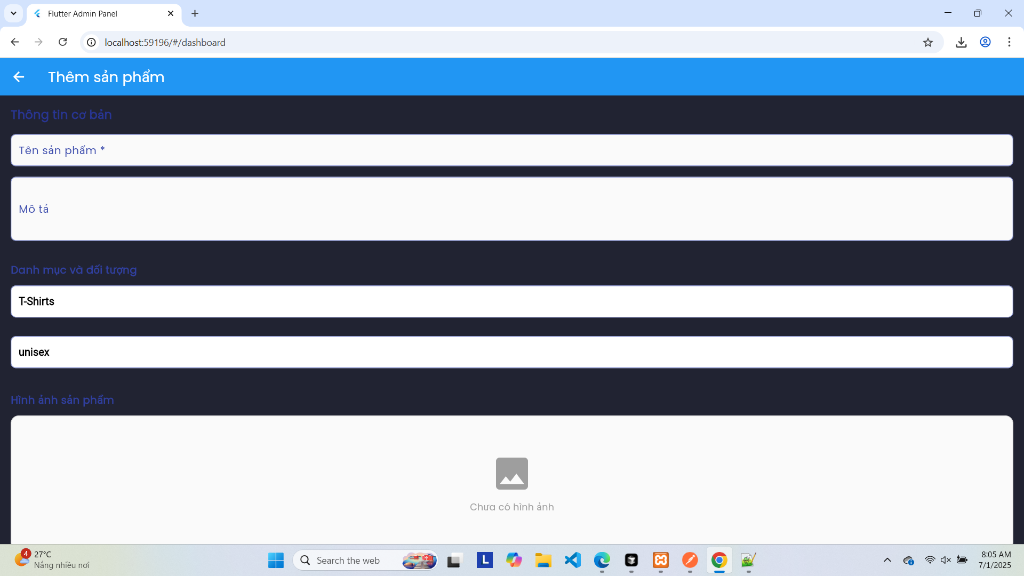 Flutter Admin Panel
localhost:59196/#/dashboard
Thêm sản phẩm
Thông tin cơ bản
Tên sản phẩm *
Mô tả
Danh mục và đối tượng
T-Shirts
unisex
Hình ảnh sản phẩm
Chưa có hình ảnh
4
27°C
Nắng nhiều nơi
Search the web
L
8:05 AM
7/1/2025